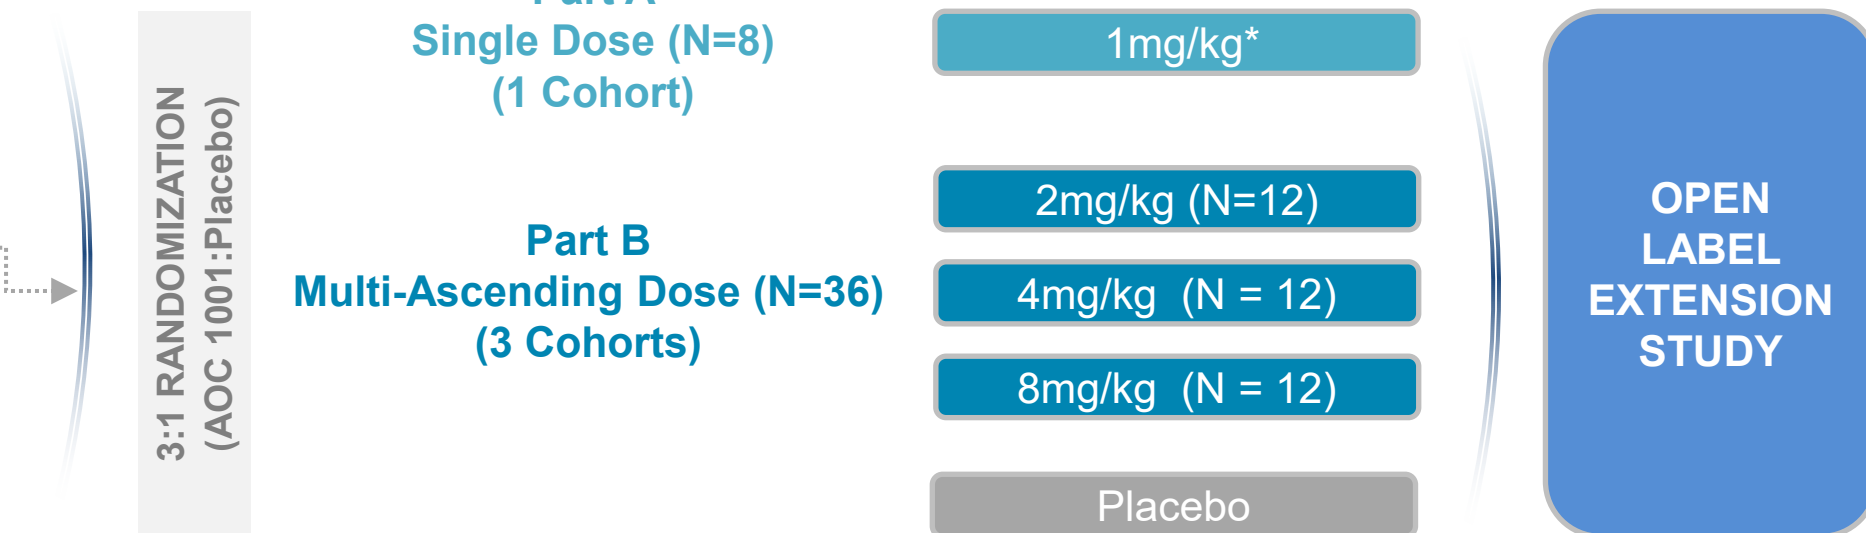 3:1 RANDOMIZATION
(AOC 1001:Placebo)
Part A
Single Dose (N=8)
(1 Cohort)
1mg/kg*
Part B
Multi-Ascending Dose (N=36)
(3 Cohorts)
2mg/kg (N=12)
4mg/kg (N = 12)
8mg/kg (N = 12)
Placebo
OPEN
LABEL
EXTENSION
STUDY